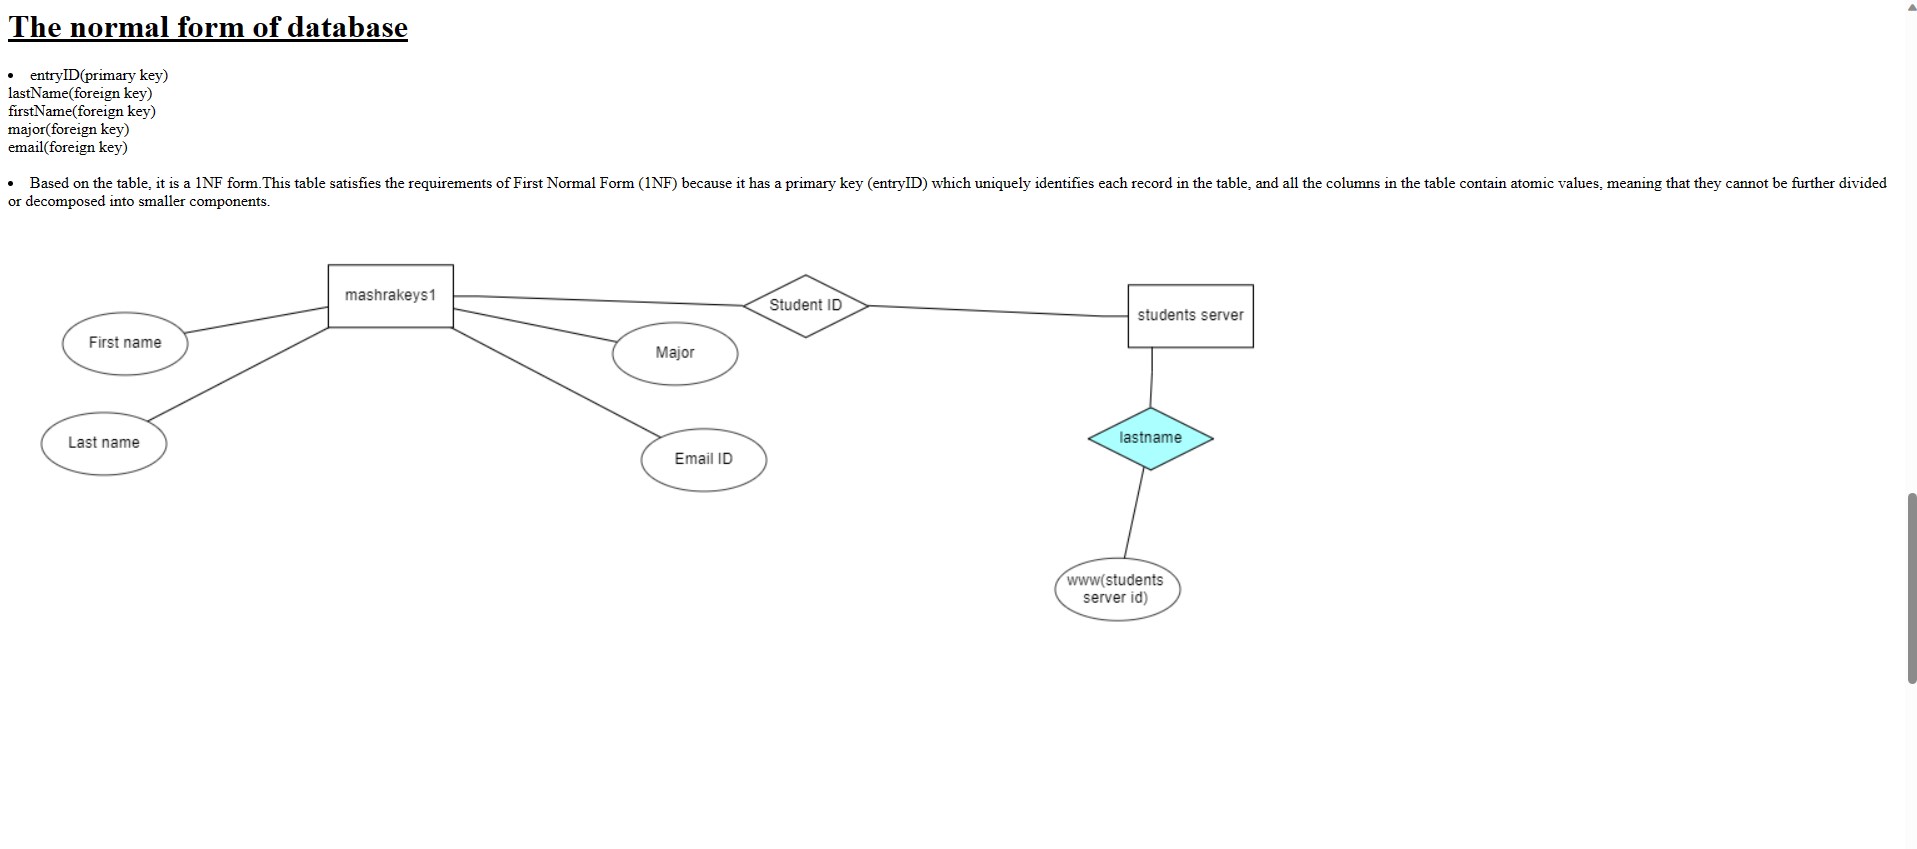 The normal form of database
• entryID(primary key)
lastName(foreign key)
firstName(foreign key)
major(foreign key)
email(foreign key)
• Based on the table, it is a 1NF form.This table satisfies the requirements of First Normal Form (1NF) because it has a primary key (entryID) which uniquely identifies each record in the table, and all the columns in the table contain atomic values, meaning that they cannot be further divided
or decomposed into smaller components.
mashrakeys1
Student ID
students server
First name
Major
Last name
Email ID
lastname
www(students
server id)